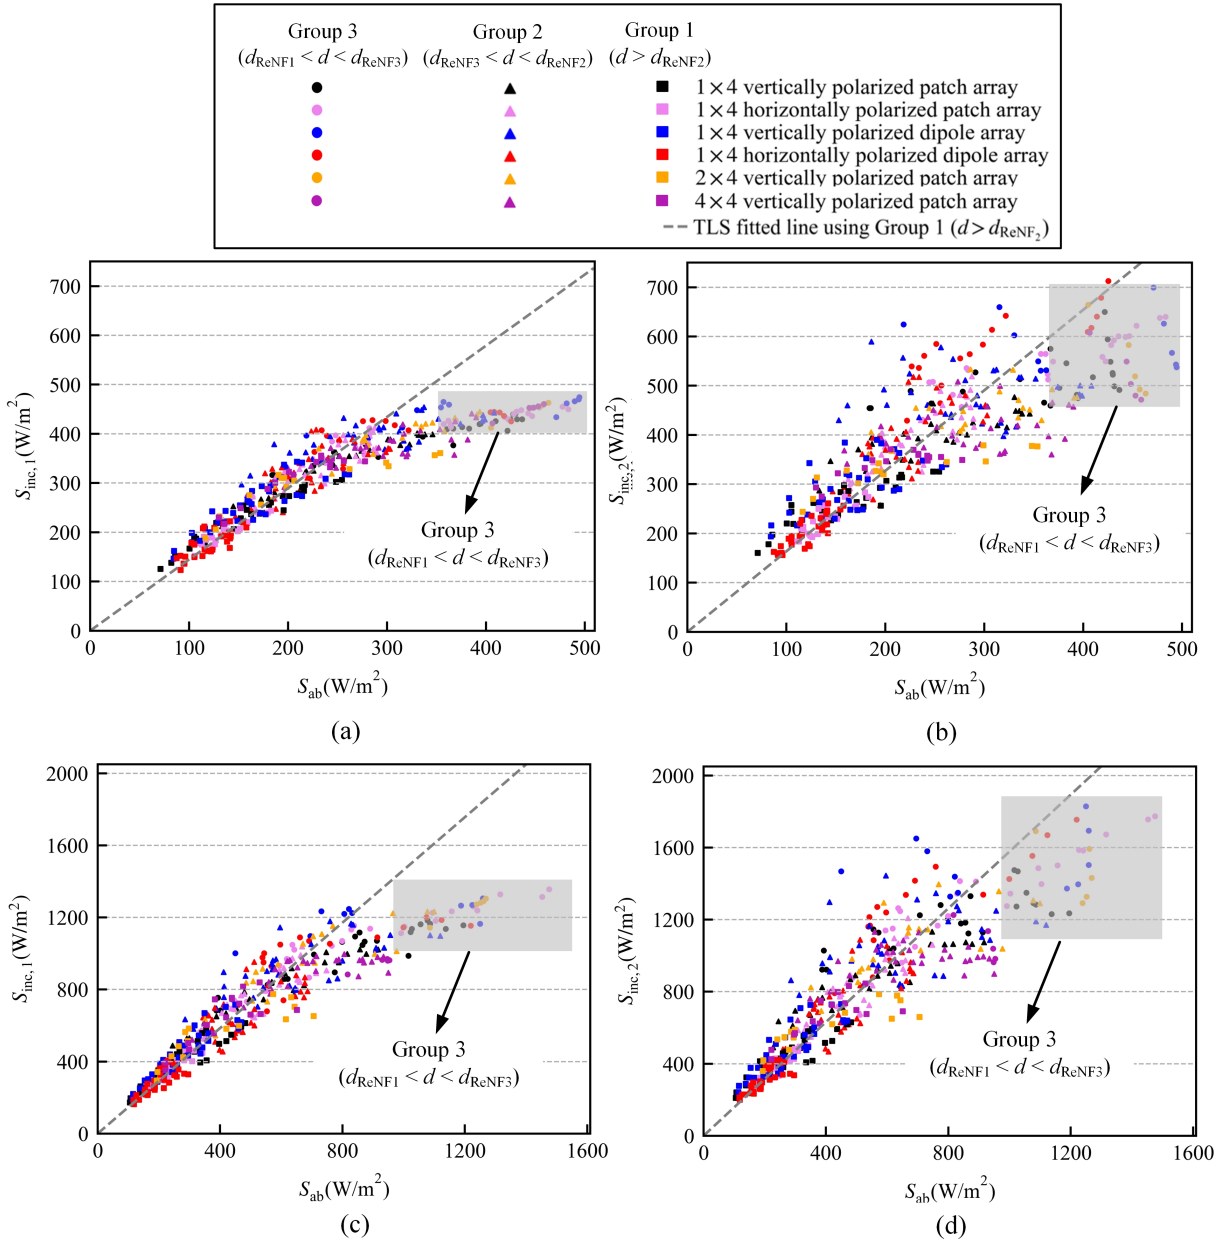 Group 3 Group 2 Group 1
(dReNF1 < d < dReNF3) (dReNF3 < d < dReNF2) (d > dReNF2)
1×4 vertically polarized patch array
1×4 horizontally polarized patch array
1×4 vertically polarized dipole array
1×4 horizontally polarized dipole array
2×4 vertically polarized patch array
4×4 vertically polarized patch array
TLS fitted line using Group 1 (d > dReNF2)
Sinc,1(W/m2)
700
600
500
400
300
200
100
0
0 100 200 300 400 500
Sab(W/m2)
Group 3
(dReNF1 < d < dReNF3)
(a)
Sinc,2(W/m2)
700
600
500
400
300
200
100
0
0 100 200 300 400 500
Sab(W/m2)
Group 3
(dReNF1 < d < dReNF3)
(b)
Sinc,1(W/m2)
2000
1600
1200
800
400
0
0 400 800 1200 1600
Sab(W/m2)
Group 3
(dReNF1 < d < dReNF3)
(c)
Sinc,2(W/m2)
2000
1600
1200
800
400
0
0 400 800 1200 1600
Sab(W/m2)
Group 3
(dReNF1 < d < dReNF3)
(d)